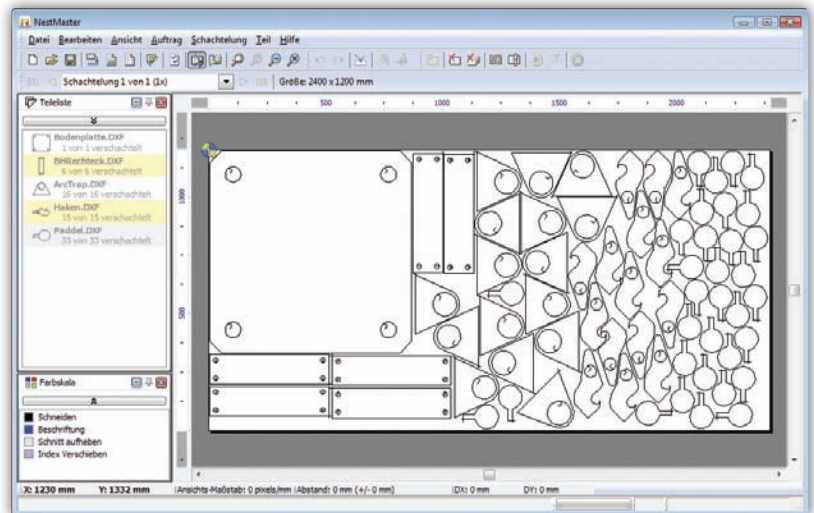 NestMaster
Datei Bearbeiten Ansicht Auftrag Schachtelung Teil Hilfe
Schachtelung 1 von 1 (1x) Größe: 2400 x 1200 mm
Teileliste
500 1000 1500 2000
Bodenplatte.DXF
1 von 1 verschachtelt
BHRechteck.DXF
6 von 6 verschachtelt
ArcTrap.DXF
16 von 16 verschachtelt
Haken.DXF
15 von 15 verschachtelt
Paddel.DXF
33 von 33 verschachtelt
1000
500
Farbskala
Schneiden
Beschriftung
Schnitt aufheben
Index Verschieben
X: 1230 mm Y: 1332 mm Ansichts-Maßstab: 0 pixels/mm Abstand: 0 mm (+/- 0 mm) DX: 0 mm DY: 0 mm